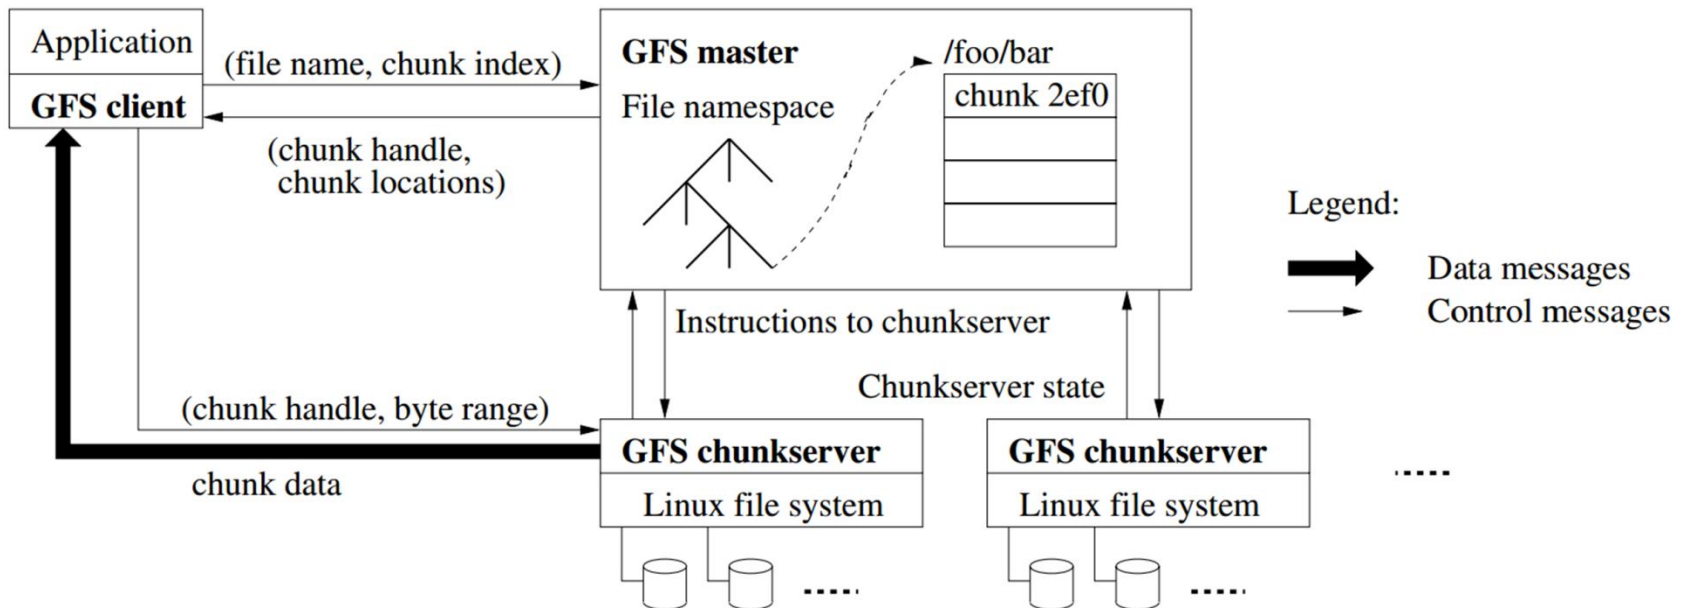 Application
GFS client
(file name, chunk index)
(chunk handle,
chunk locations)
GFS master
File namespace
/foo/bar
chunk 2ef0
Legend:
Data messages
Control messages
Instructions to chunkserver
Chunkserver state
(chunk handle, byte range)
chunk data
GFS chunkserver
Linux file system
GFS chunkserver
Linux file system